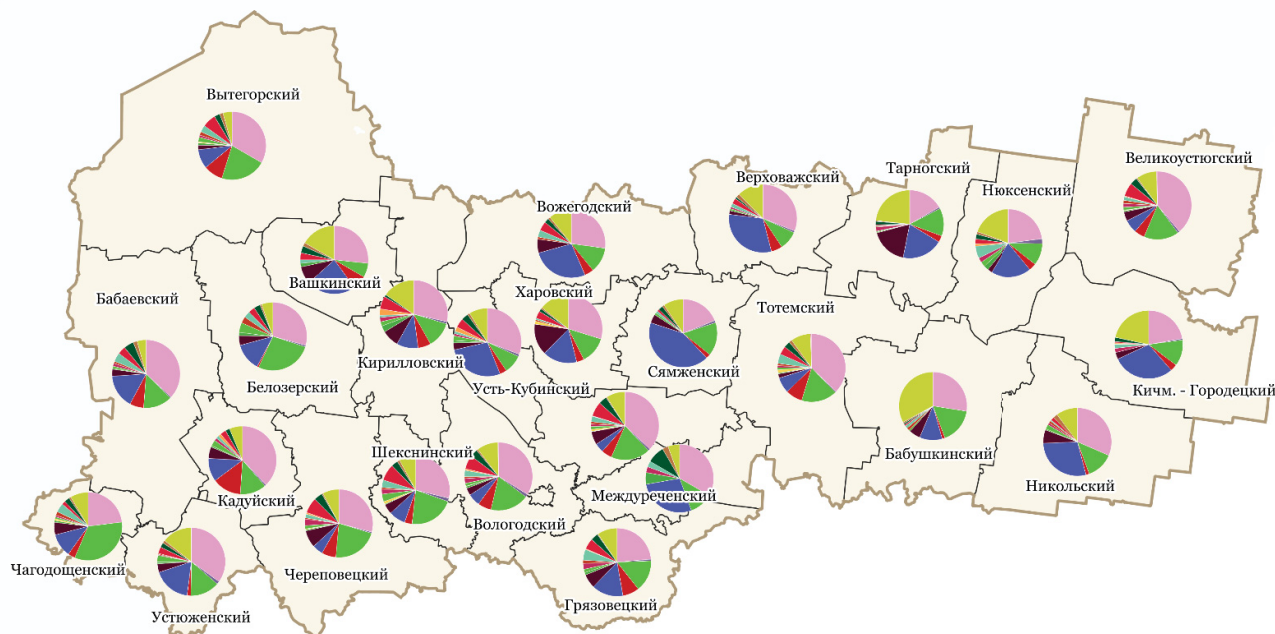 Вытегорский
Великоустюгский
Тарногский
Верховажский
Нюксенский
Вожегодский
Вашкинский
Бабаевский
Харовский
Тотемский
Кирилловский
Усть-Кубинский
Сямженский
Белозерский
Кичм. - Городецкий
Бабушкинский
Шекснинский
Никольский
Междуреченский
Кадуйский
Вологодский
Чагодощенский
Череповецкий
Грязовецкий
Устюженский